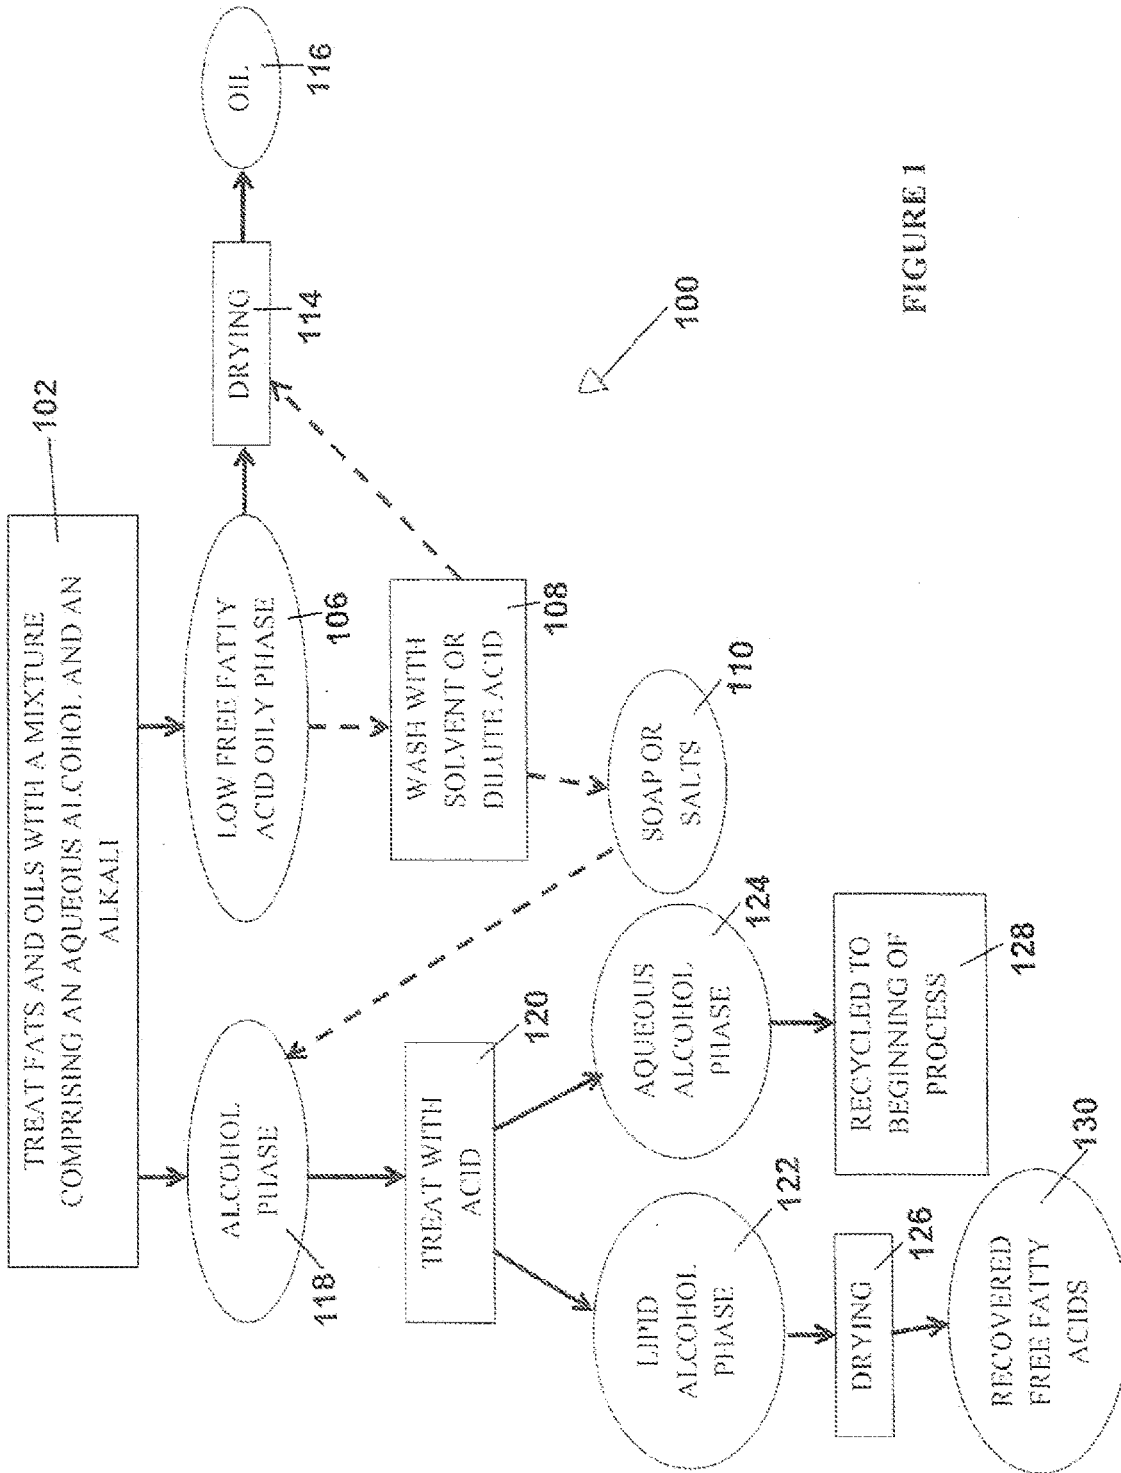 102
TREAT FATS AND OILS WITH A MIXTURE
COMPRISING AN AQUEOUS ALCOHOL AND AN
ALKALI
ALCOHOL
PHASE
118
LOW FREE FATTY
ACID OILY PHASE
106
DRYING
114
OIL
116
TREAT WITH
ACID
120
WASH WITH
SOLVENT OR
DILUTE ACID
108
SOAP OR
SALTS
110
100
LIPID
ALCOHOL
PHASE
122
AQUEOUS
ALCOHOL
PHASE
124
DRYING
126
RECYCLED TO
BEGINNING OF
PROCESS
128
RECOVERED
FREE FATTY
ACIDS
130
FIGURE 1